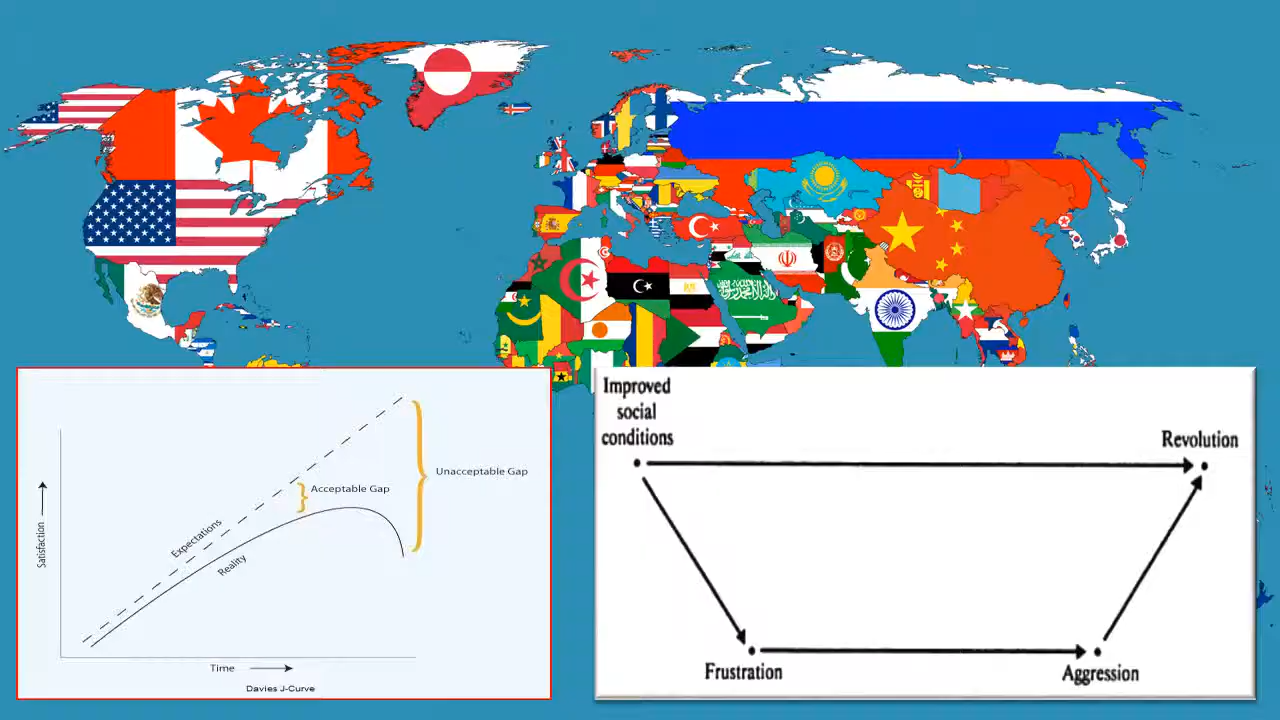 Unacceptable Gap
Acceptable Gap
Expectations
Reality
Satisfaction
Time
Davies J-Curve
Improved
social
conditions
Revolution
Frustration
Aggression